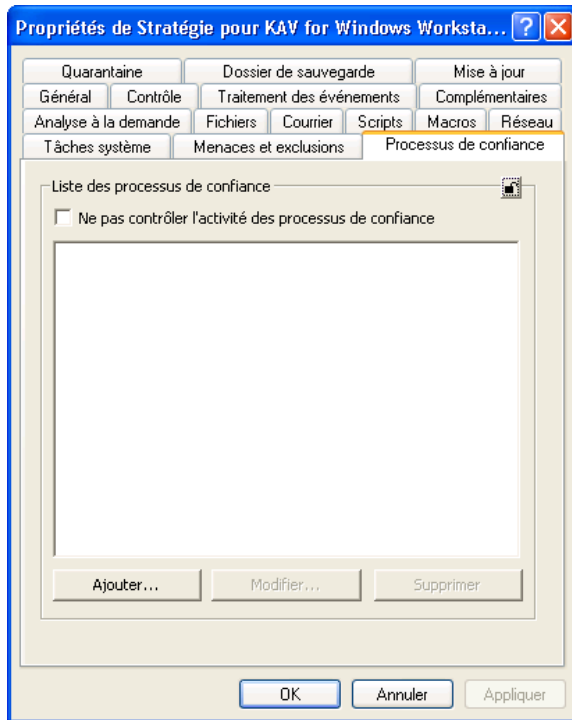 Propriétés de Stratégie pour KAV for Windows Worksta...
Quarantaine Dossier de sauvegarde Mise à jour
Général Contrôle Traitement des événements Complémentaires
Analyse à la demande Fichiers Courrier Scripts Macros Réseau
Tâches système Menaces et exclusions Processus de confiance
Liste des processus de confiance
Ne pas contrôler l'activité des processus de confiance
Ajouter... Modifier... Supprimer
OK Annuler Appliquer